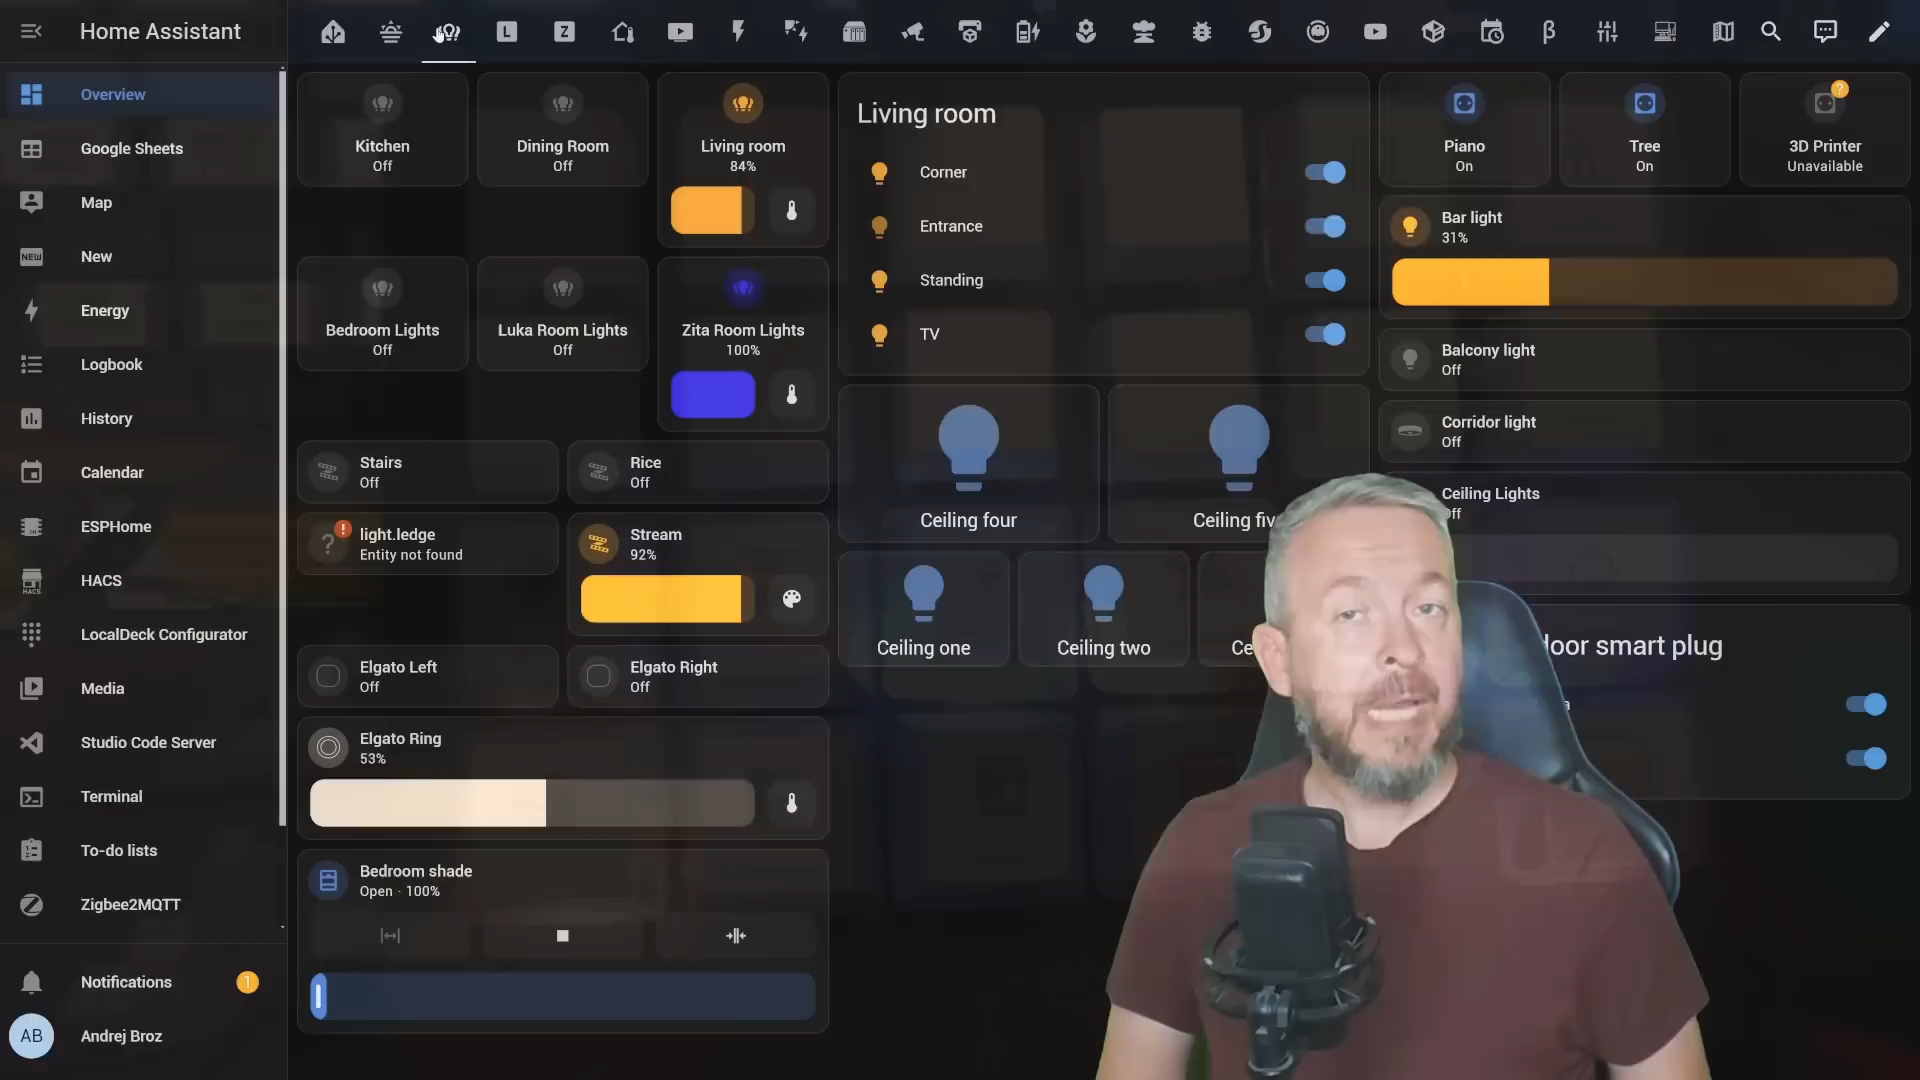 Home Assistant
Overview
Google Sheets
Map
NEW
New
Energy
Logbook
History
Calendar
ESPHome
HACS
HACS
LocalDeck Configurator
Media
Studio Code Server
Terminal
To-do lists
Zigbee2MQTT
Notifications
1
AB
Andrej Broz
L
Z
β
Kitchen
Off
Dining Room
Off
Living room
84%
Bedroom Lights
Off
Luka Room Lights
Off
Zita Room Lights
100%
Stairs
Off
Rice
Off
?
!
light.ledge
Entity not found
Stream
92%
Elgato Left
Off
Elgato Right
Off
Elgato Ring
53%
Bedroom shade
Open · 100%
Living room
Corner
Entrance
Standing
TV
Ceiling four
Ceiling fiv
Ceiling one
Ceiling two
Ce
Piano
On
Tree
On
?
3D Printer
Unavailable
Bar light
31%
Balcony light
Off
Corridor light
Off
Ceiling Lights
Off
door smart plug